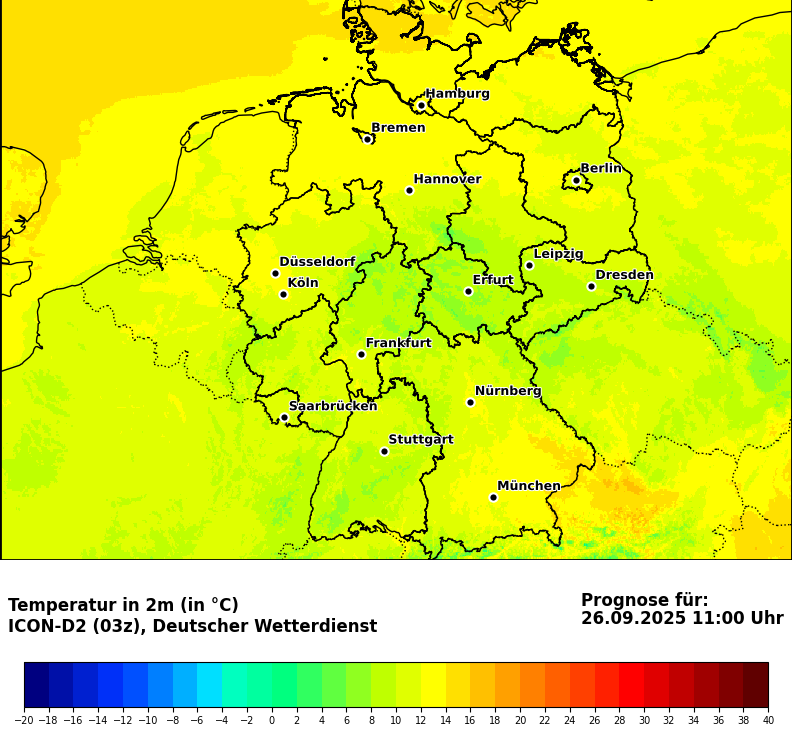 Hamburg
Bremen
Berlin
Hannover
Leipzig
Düsseldorf
Dresden
Köln
Erfurt
Frankfurt
Nürnberg
Saarbrücken
Stuttgart
München
Temperatur in 2m (in °C)
ICON-D2 (03z), Deutscher Wetterdienst
Prognose für:
26.09.2025 11:00 Uhr
−20 −18 −16 −14 −12 −10 −8 −6 −4 −2 0 2 4 6 8 10 12 14 16 18 20 22 24 26 28 30 32 34 36 38 40